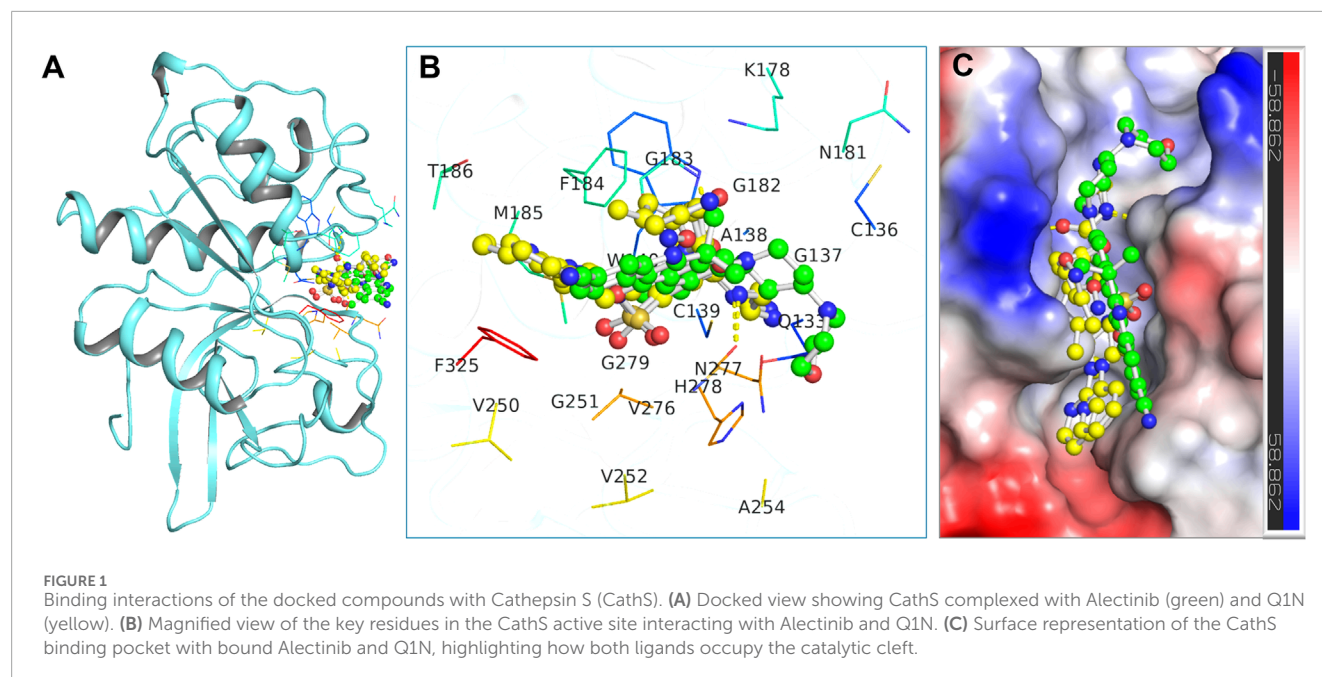 A
B
C
K178
N181
G183
T186
F184
G182
M185
A138
C136
G137
C139
Q133
F325
G279
N277
H278
V250
G251
V276
V252
A254
-58.862
58.862
FIGURE 1
Binding interactions of the docked compounds with Cathepsin S (CathS). (A) Docked view showing CathS complexed with Alectinib (green) and Q1N
(yellow). (B) Magnified view of the key residues in the CathS active site interacting with Alectinib and Q1N. (C) Surface representation of the CathS
binding pocket with bound Alectinib and Q1N, highlighting how both ligands occupy the catalytic cleft.